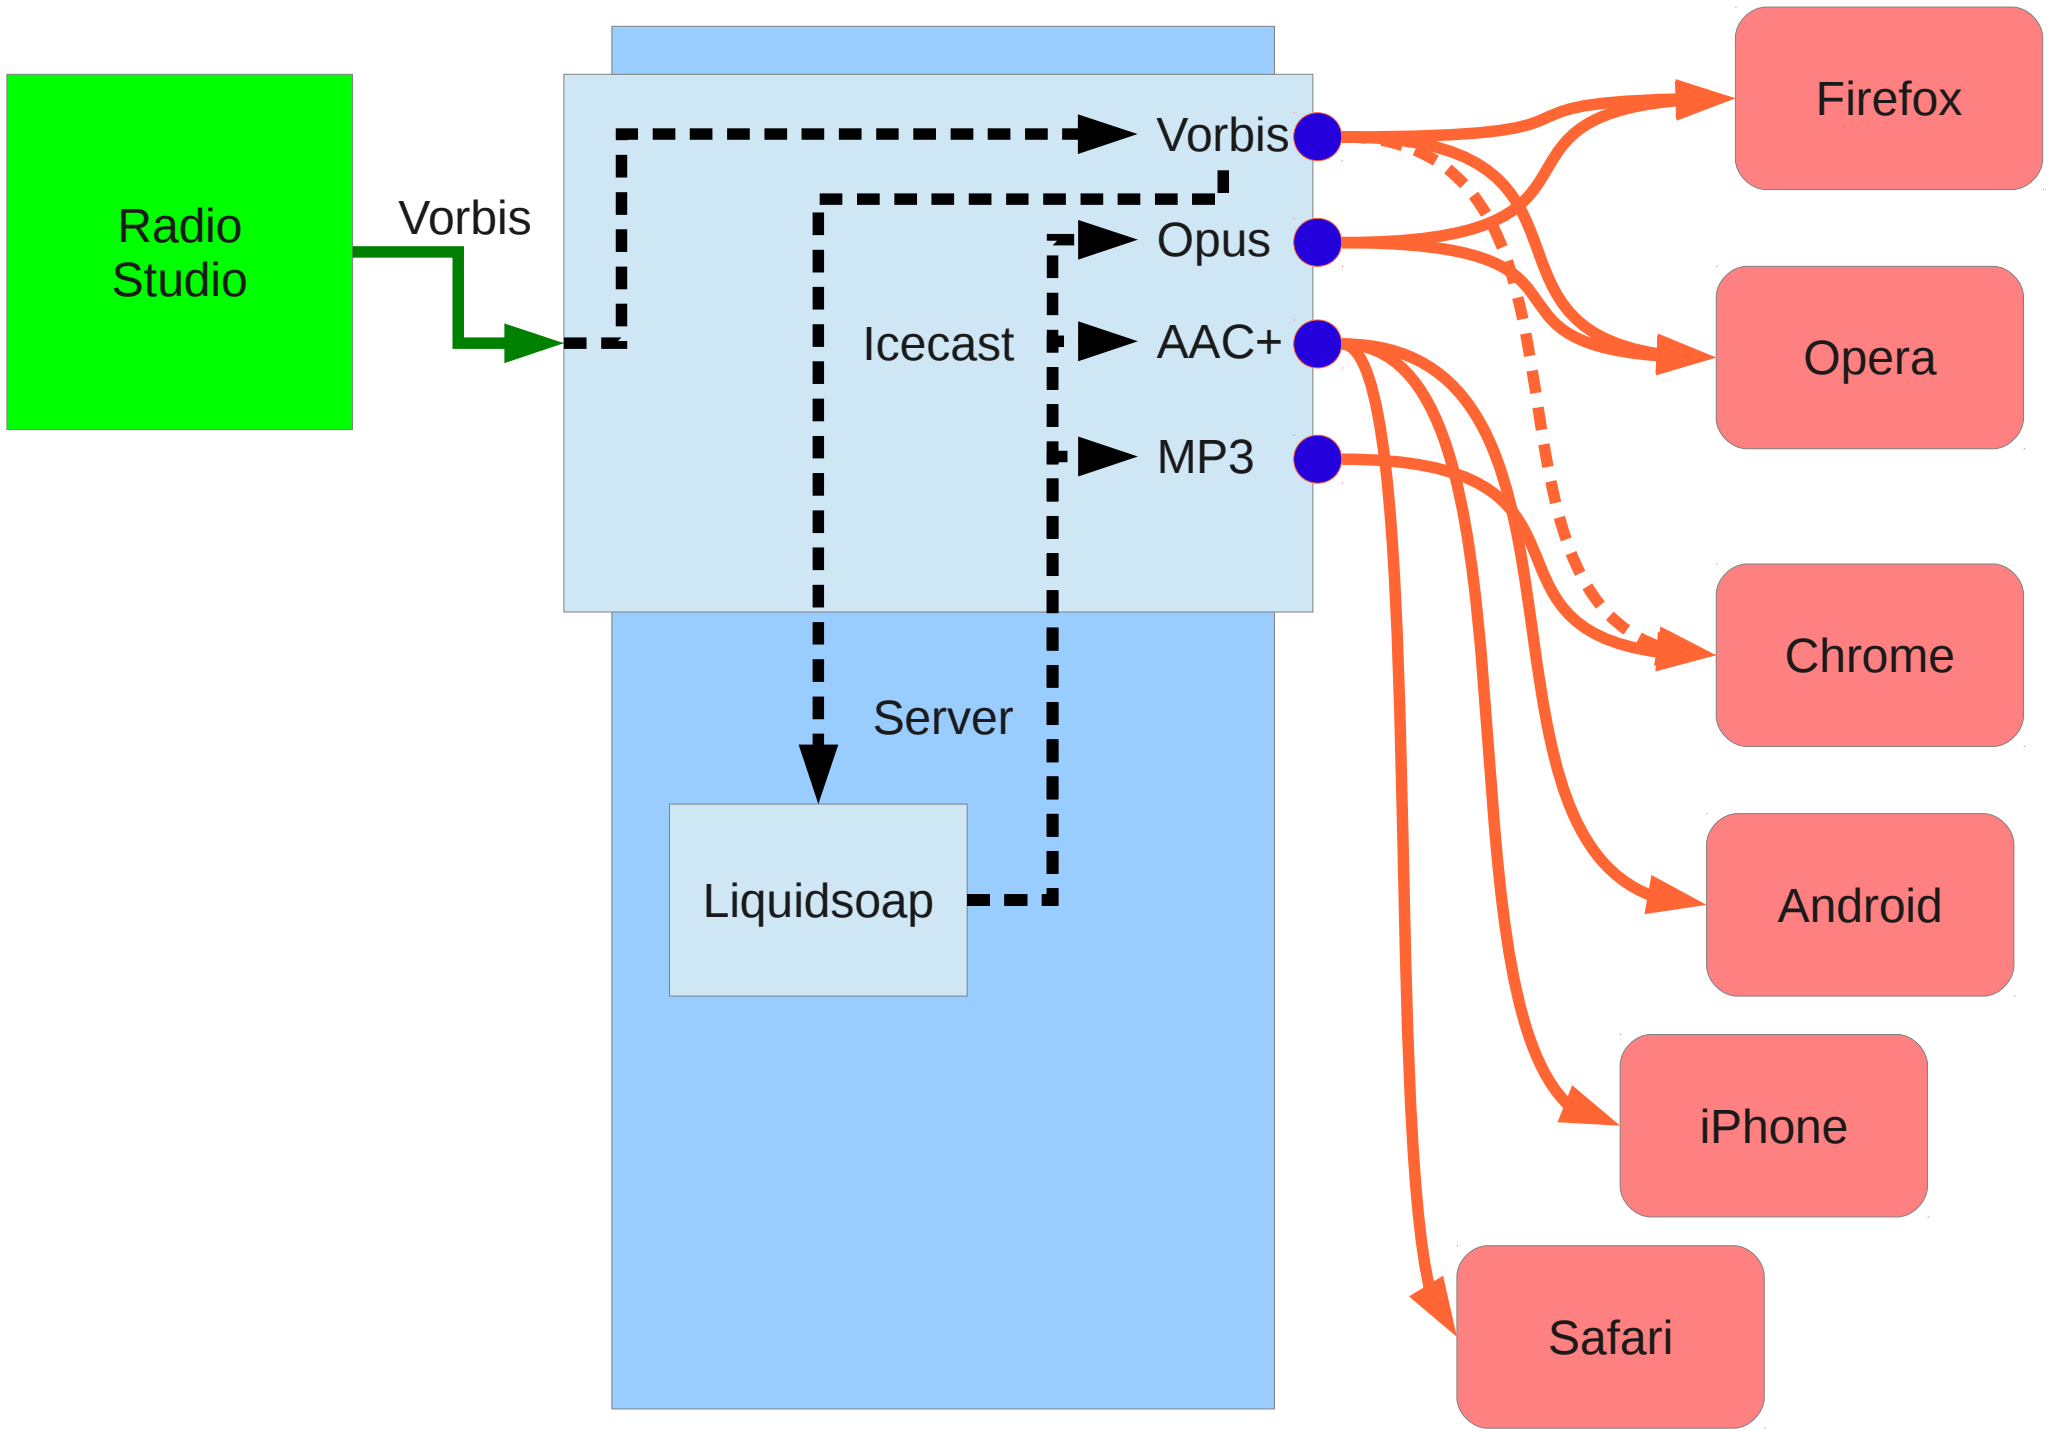 Radio
Studio
Vorbis
Vorbis
Opus
Icecast
AAC+
MP3
Server
Liquidsoap
Firefox
Opera
Chrome
Android
iPhone
Safari